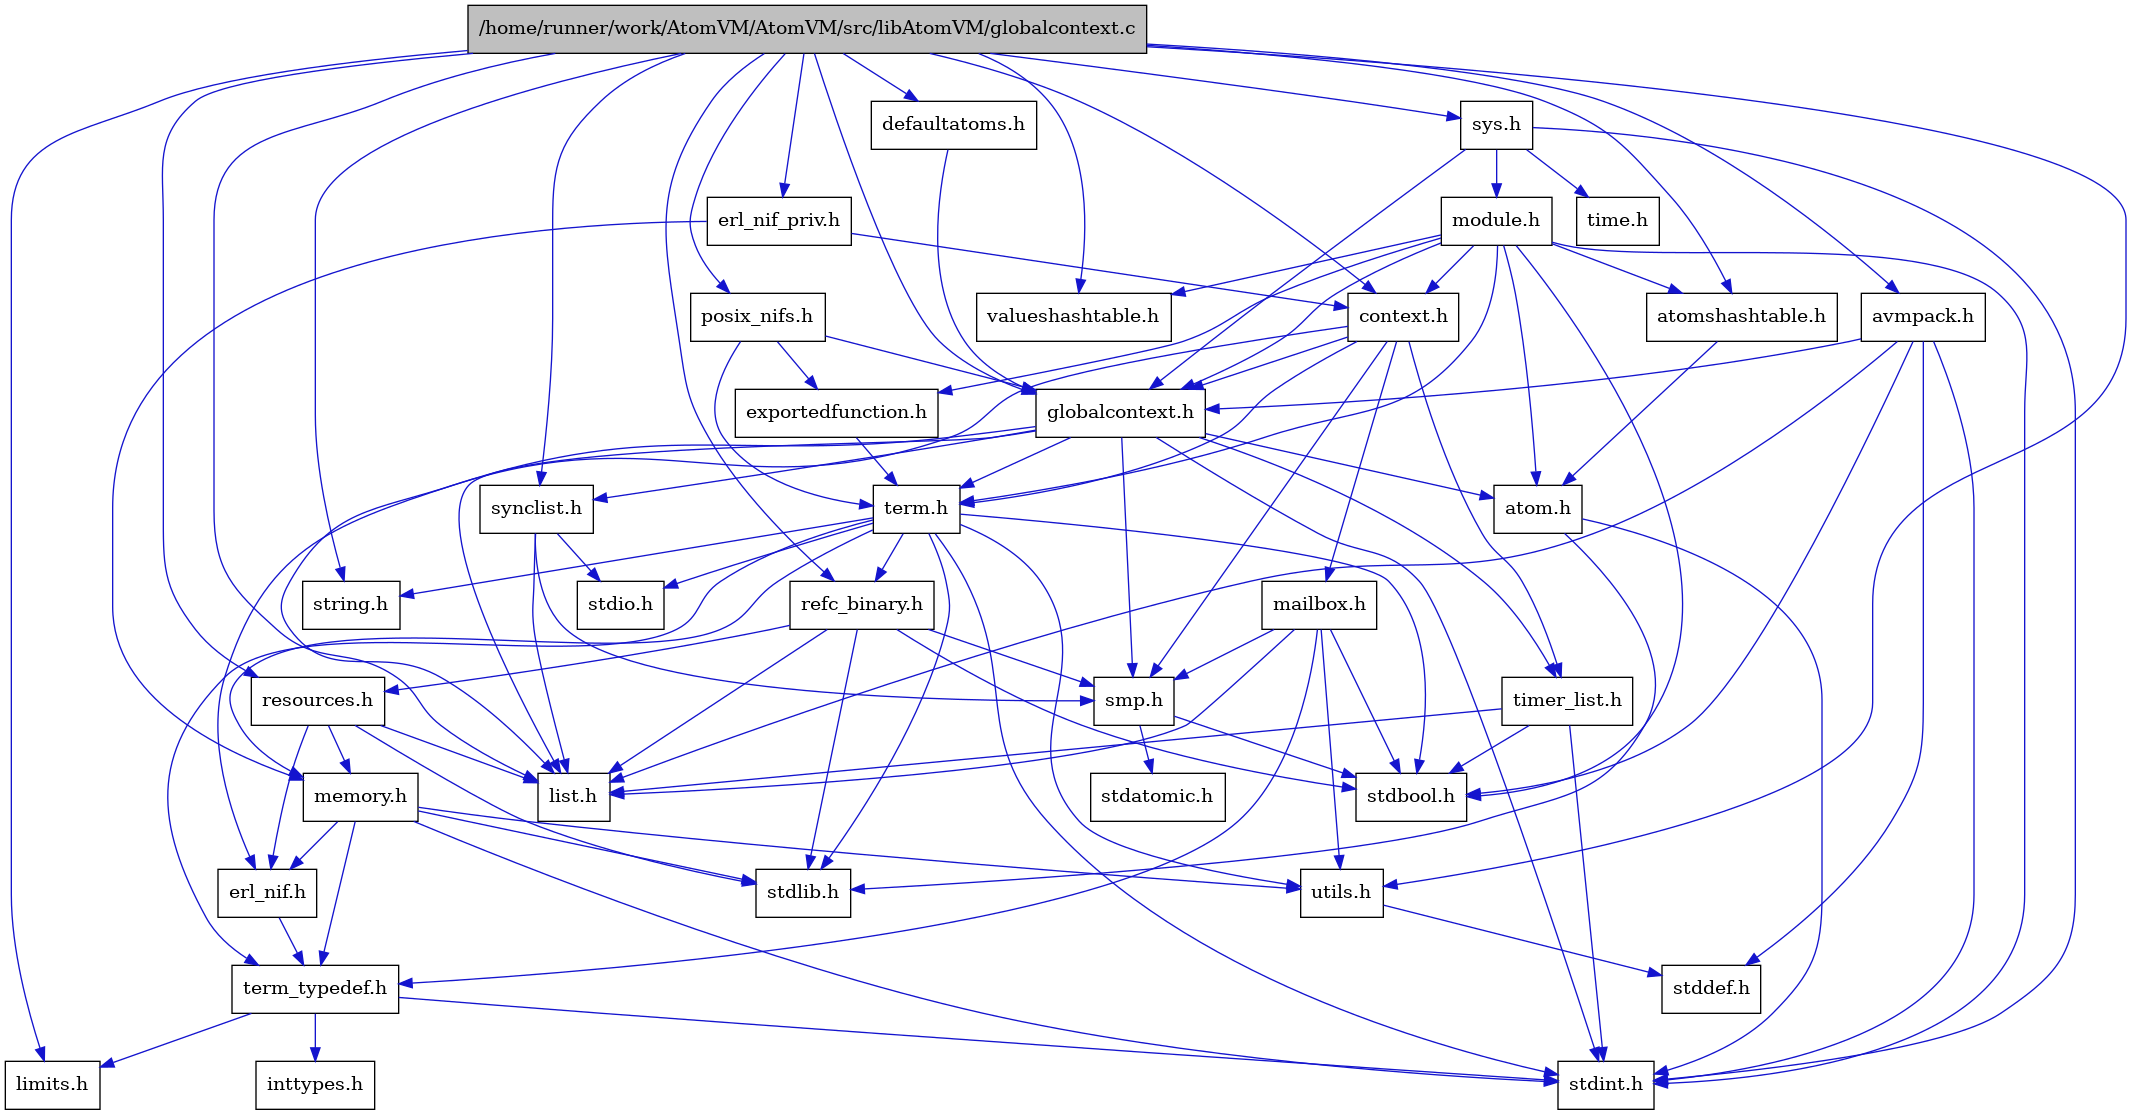 /home/runner/work/AtomVM/AtomVM/src/libAtomVM/globalcontext.c
defaultatoms.h
sys.h
erl_nif_priv.h
module.h
time.h
posix_nifs.h
valueshashtable.h
context.h
atomshashtable.h
avmpack.h
exportedfunction.h
globalcontext.h
synclist.h
term.h
atom.h
string.h
stdio.h
refc_binary.h
mailbox.h
resources.h
smp.h
timer_list.h
memory.h
list.h
stdatomic.h
stdbool.h
erl_nif.h
stdlib.h
utils.h
term_typedef.h
stddef.h
limits.h
inttypes.h
stdint.h